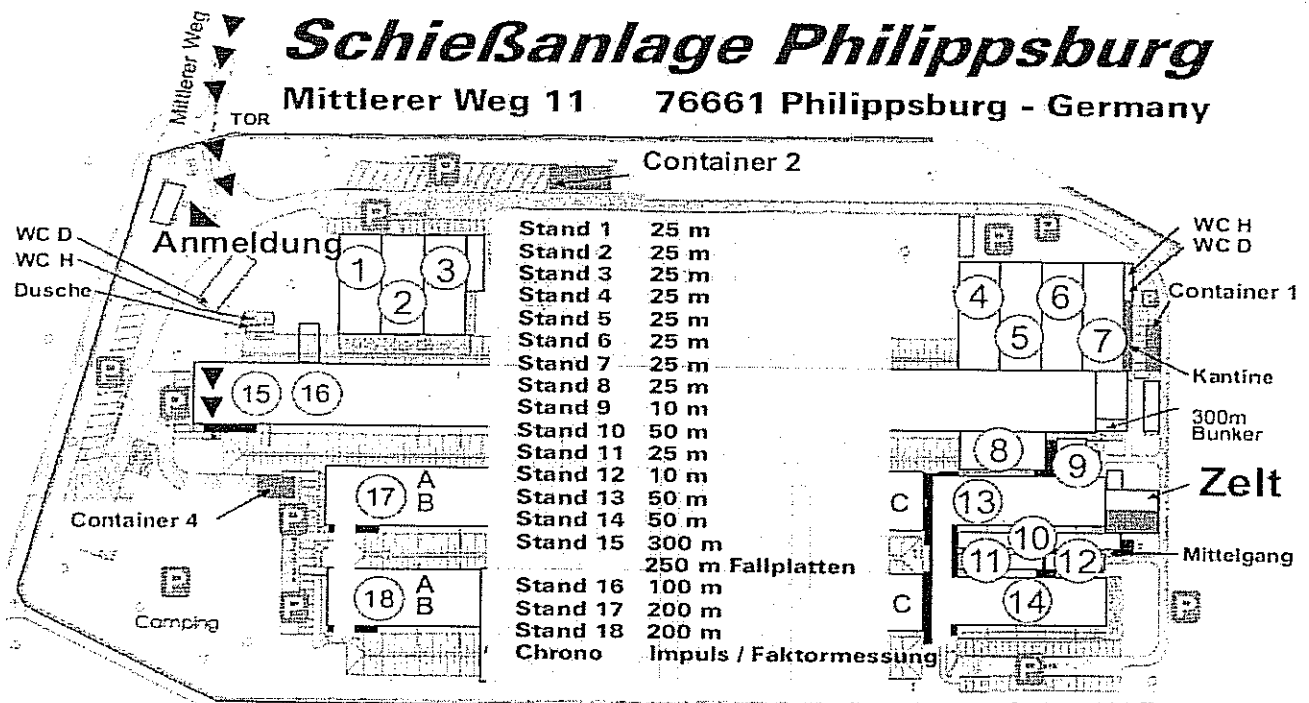 Schießanlage Philippsburg
Mittlerer Weg 11 76661 Philippsburg - Germany
Mittlerer Weg
TOR
P
Container 2
P
Anmeldung
WC D
WC H
Dusche
1
2
3
P
P
WC H
WC D
Container 1
4
5
6
7
Kantine
300m
Bunker
Stand 1 25 m
Stand 2 25 m
Stand 3 25 m
Stand 4 25 m
Stand 5 25 m
Stand 6 25 m
Stand 7 25 m
Stand 8 25 m
Stand 9 10 m
Stand 10 50 m
Stand 11 25 m
Stand 12 10 m
Stand 13 50 m
Stand 14 50 m
Stand 15 300 m
250 m Fallplatten
Stand 16 100 m
Stand 17 200 m
Stand 18 200 m
Chrono Impuls / Faktormessung
P
P
15
16
8
9
Zelt
17
A
B
C
13
Container 4
P
10
11
12
Mittelgang
P
Camping
P
18
A
B
C
14
P
P